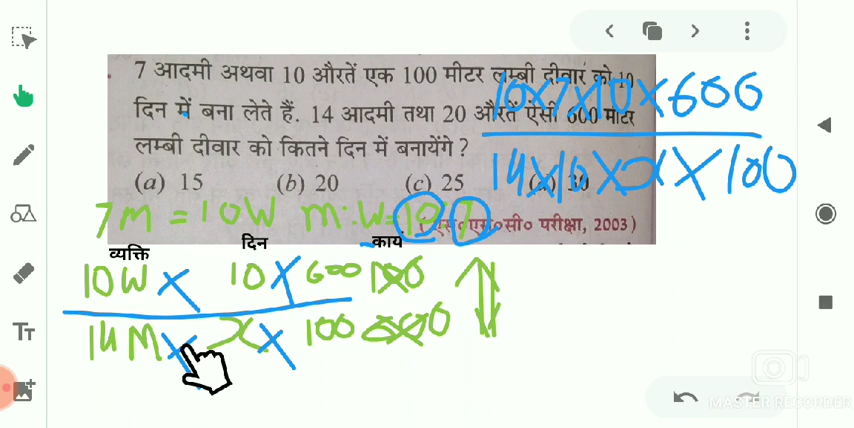 7 आदमी अथवा 10 औरतें एक 100 मीटर लम्बी दीवार को 10
दिन में बना लेते हैं. 14 आदमी तथा 20 औरतें ऐसी 600 मीटर
लम्बी दीवार को कितने दिन में बनायेंगे ?
(a) 15 (b) 20 (c) 25 (d) 30
10×7×10×600
14×10×x×100
7M = 10W M:W=10 7
(एस०एस०सी० परीक्षा, 2003)
व्यक्ति दिन कार्य
10W× 10× 600
14M× x× 100
Tт
MASTER RECORDER